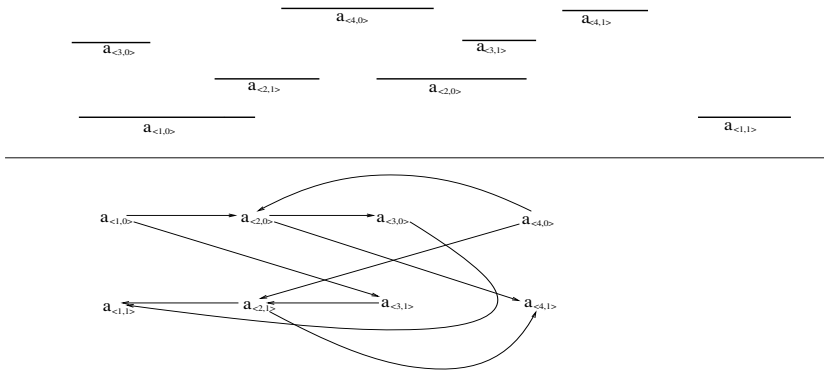 a<4,0> a<4,1>
a<3,0> a<3,1>
a<2,1> a<2,0>
a<1,0> a<1,1>
a<1,0> a<2,0> a<3,0> a<4,0>
a<1,1> a<2,1> a<3,1> a<4,1>